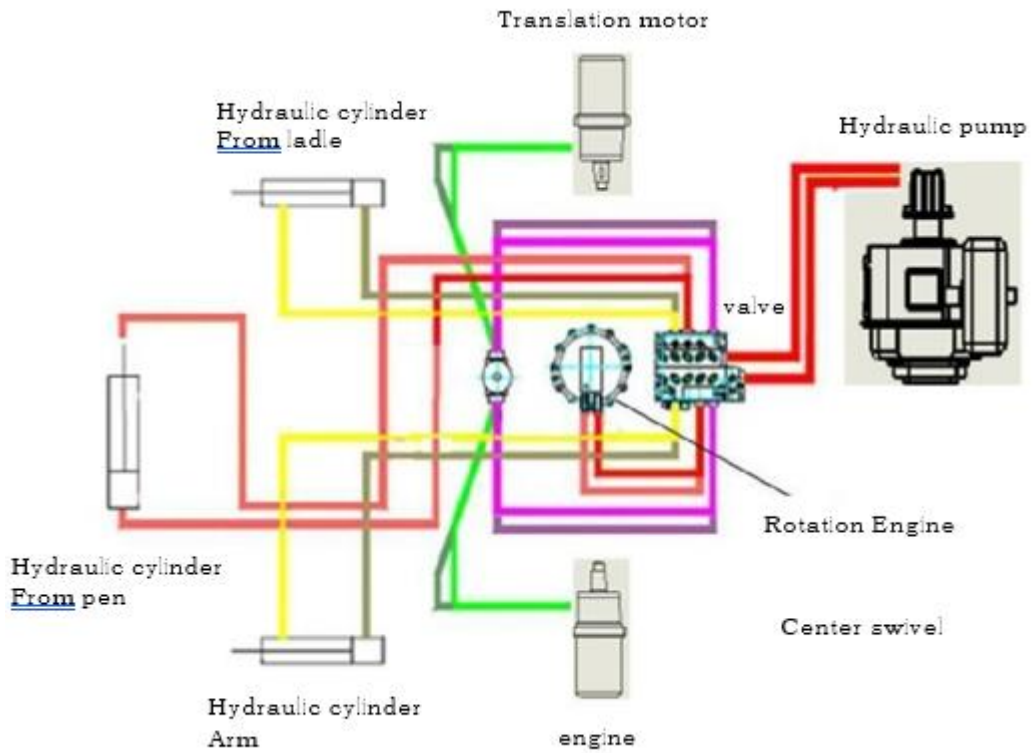 Translation motor
Hydraulic cylinder
From ladle
Hydraulic pump
valve
Rotation Engine
Hydraulic cylinder
From pen
Center swivel
Hydraulic cylinder
Arm
engine